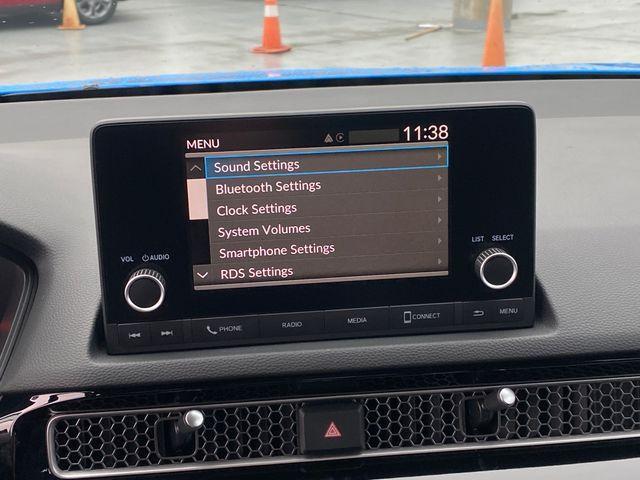 MENU 11:38
Sound Settings
Bluetooth Settings
Clock Settings
System Volumes
Smartphone Settings
RDS Settings
VOL AUDIO
LIST SELECT
PHONE RADIO MEDIA CONNECT MENU